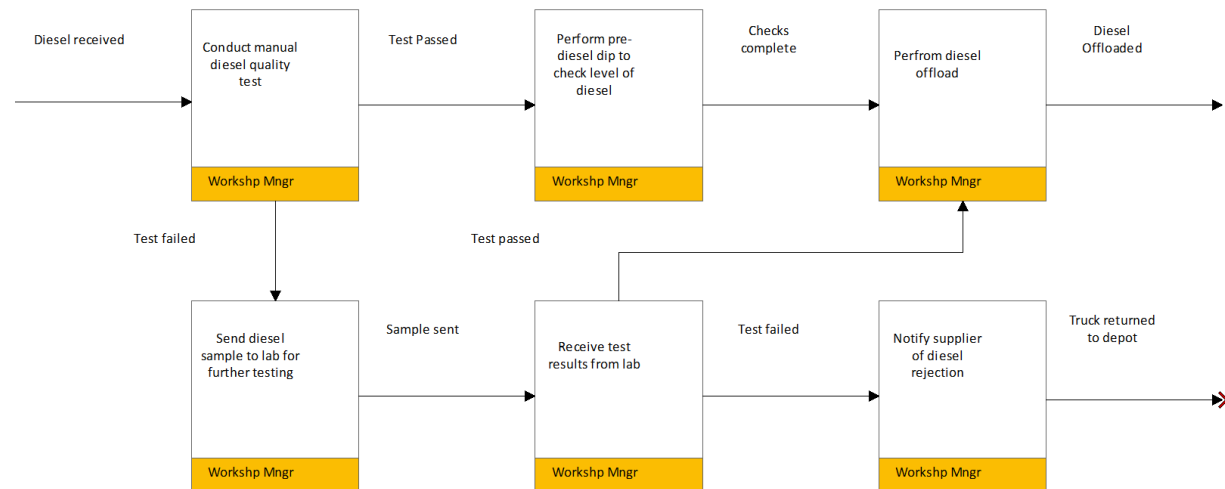 Diesel received
Conduct manual
diesel quality
test
Workshp Mngr
Test Passed
Perform pre-
diesel dip to
check level of
diesel
Workshp Mngr
Checks
complete
Perfrom diesel
offload
Workshp Mngr
Diesel
Offloaded
Test failed
Test passed
Send diesel
sample to lab for
further testing
Workshp Mngr
Sample sent
Receive test
results from lab
Workshp Mngr
Test failed
Notify supplier
of diesel
rejection
Workshp Mngr
Truck returned
to depot